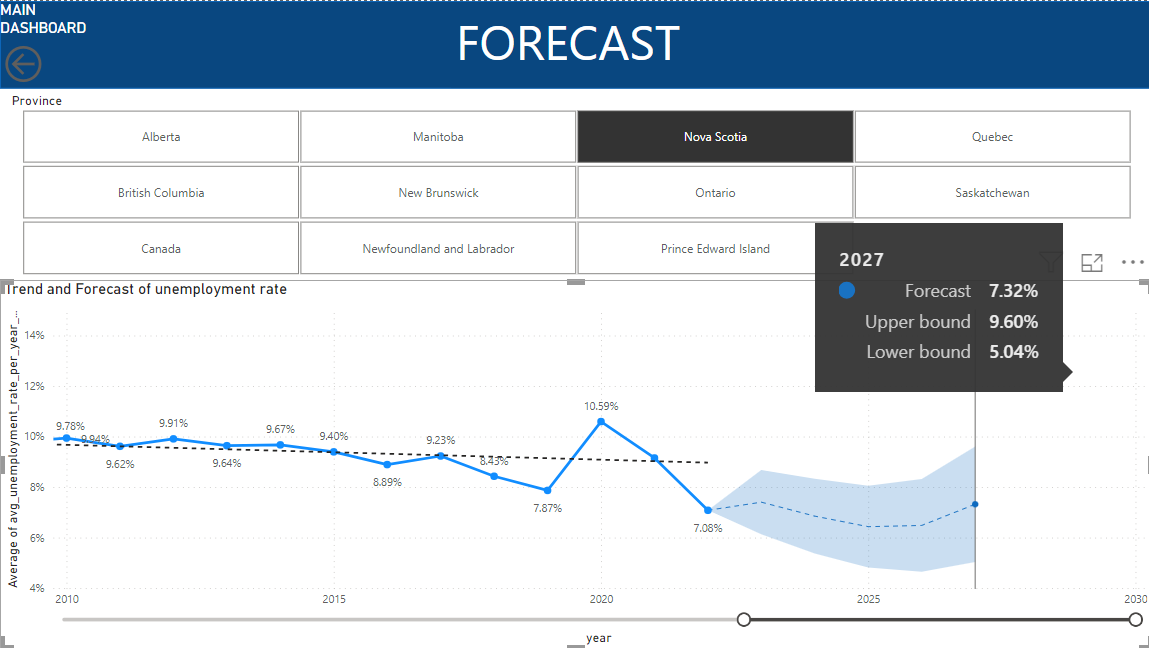 MAIN
DASHBOARD
FORECAST
Province
Alberta
Manitoba
Nova Scotia
Quebec
British Columbia
New Brunswick
Ontario
Saskatchewan
Canada
Newfoundland and Labrador
Prince Edward Island
2027
Forecast 7.32%
Upper bound 9.60%
Lower bound 5.04%
Trend and Forecast of unemployment rate
Average of avg_unemployment_rate_per_year_...
14%
12%
10%
8%
6%
4%
9.78%
9.94%
9.62%
9.91%
9.64%
9.67%
9.40%
8.89%
9.23%
8.43%
7.87%
10.59%
7.08%
2010
2015
2020
2025
2030
year